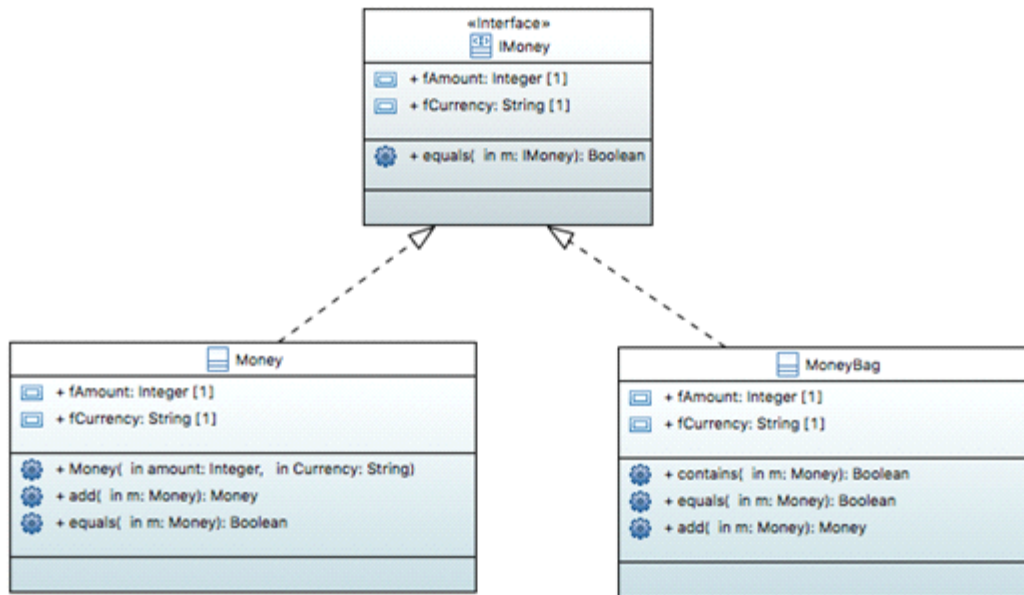 «Interface»
IMoney
+ fAmount: Integer [1]
+ fCurrency: String [1]
+ equals( in m: IMoney): Boolean
Money
+ fAmount: Integer [1]
+ fCurrency: String [1]
+ Money( in amount: Integer, in Currency: String)
+ add( in m: Money): Money
+ equals( in m: Money): Boolean
MoneyBag
+ fAmount: Integer [1]
+ fCurrency: String [1]
+ contains( in m: Money): Boolean
+ equals( in m: Money): Boolean
+ add( in m: Money): Money